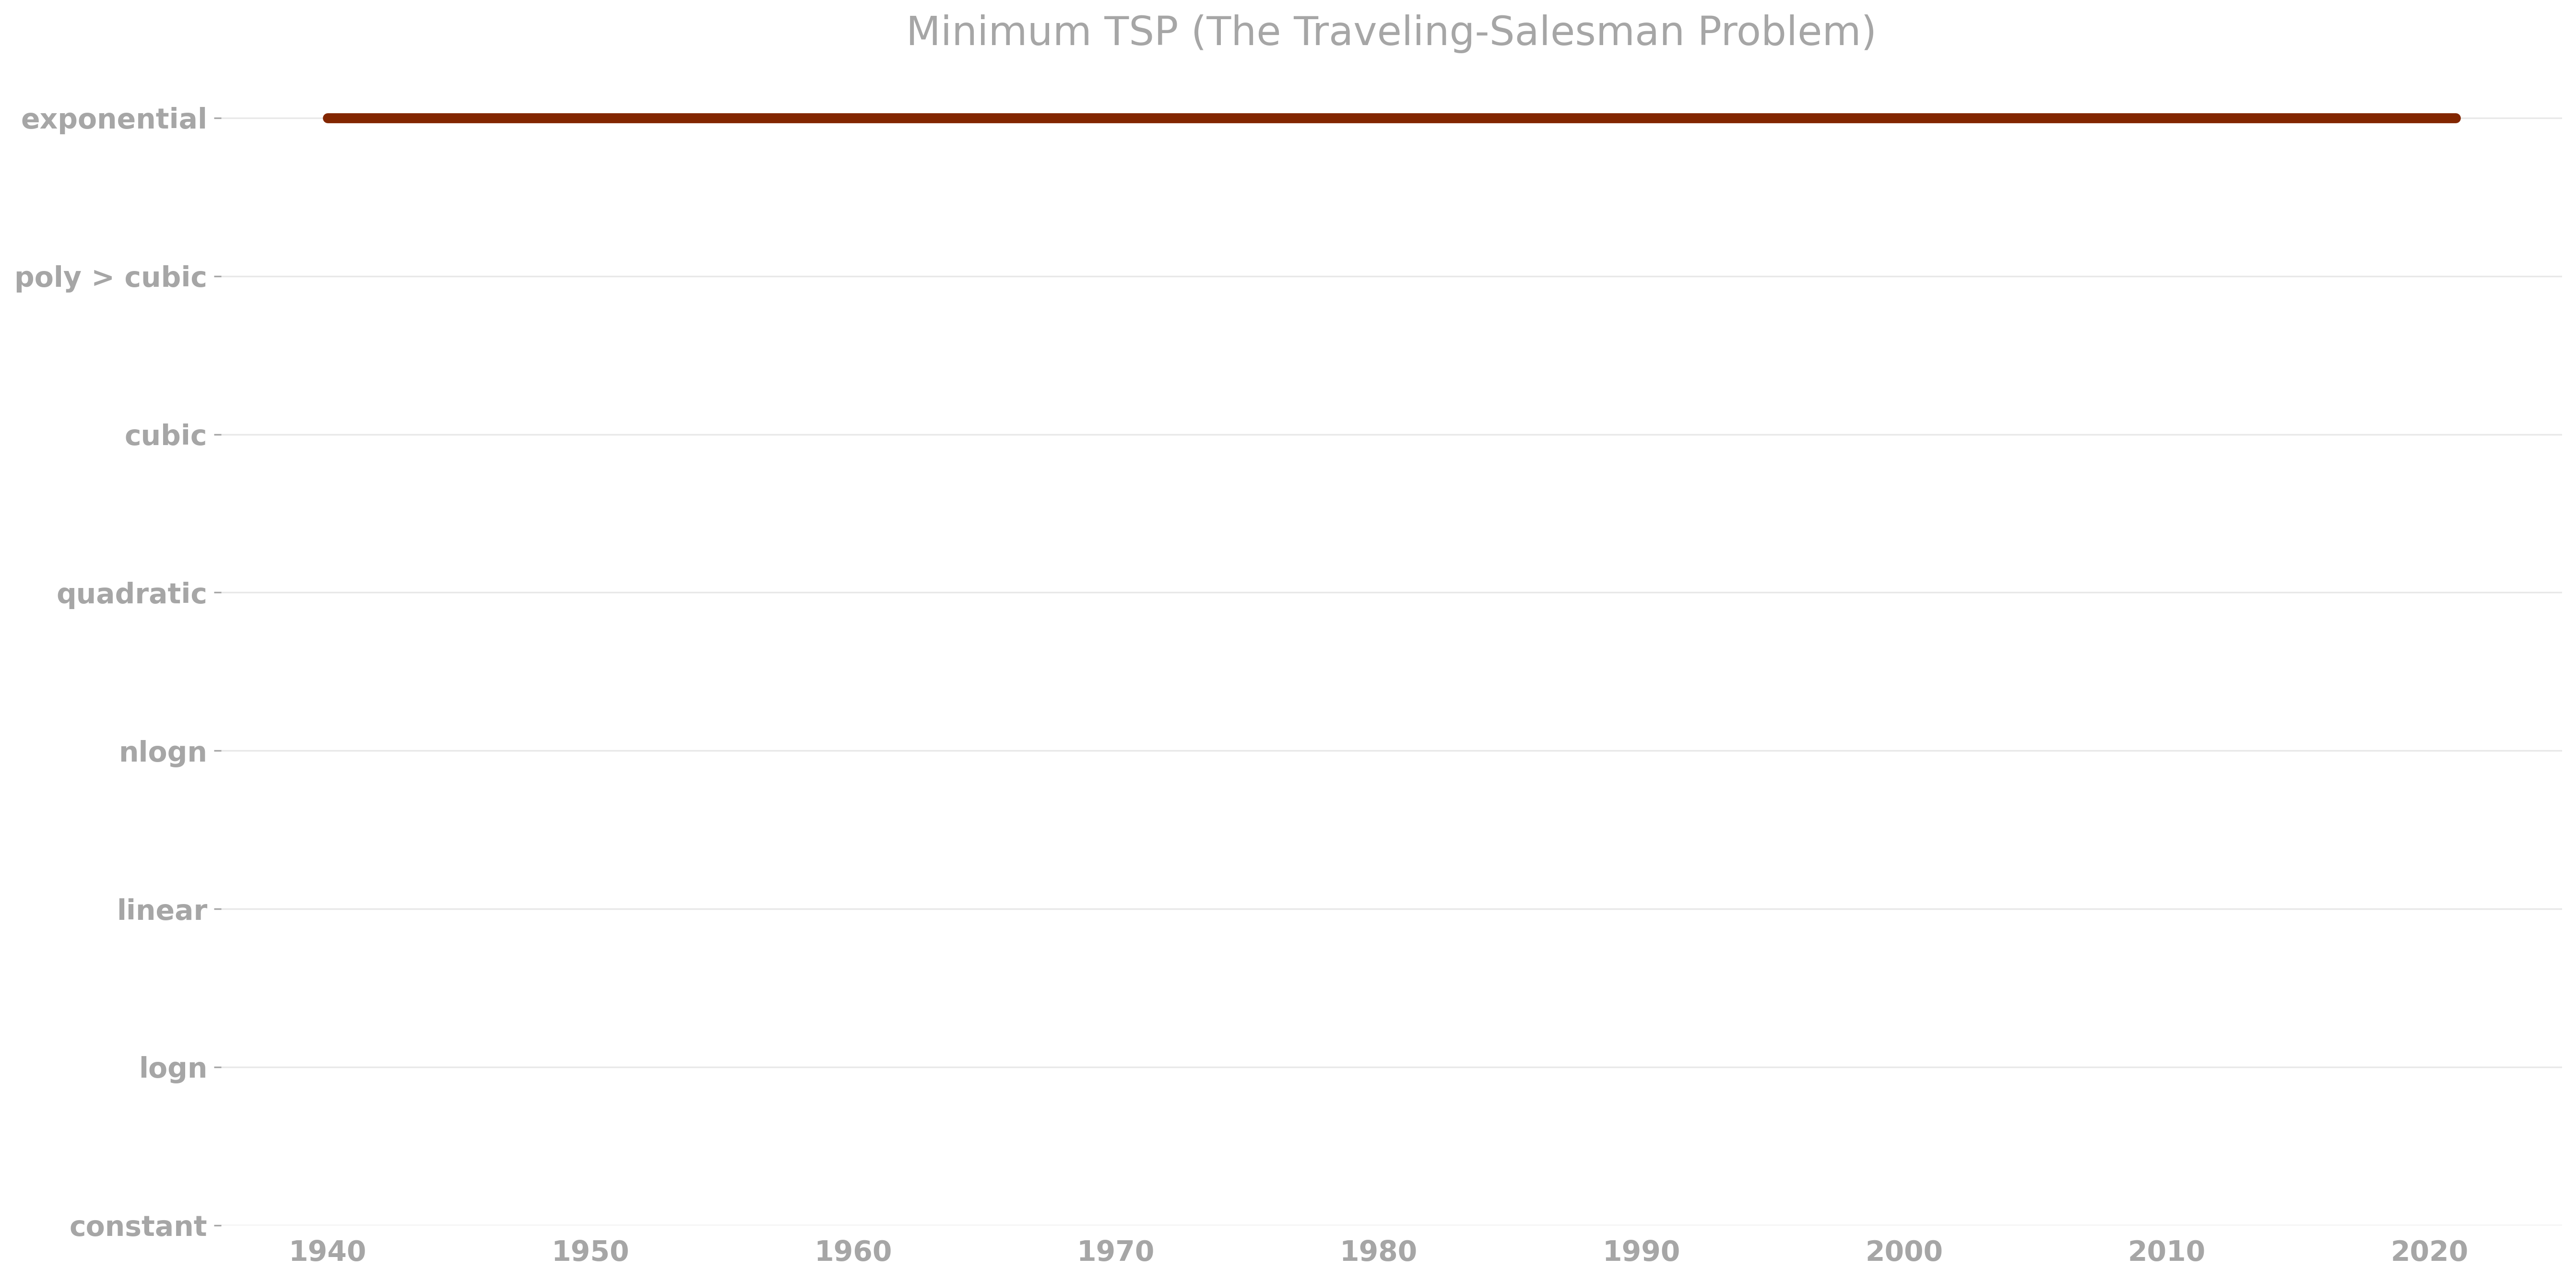 Minimum TSP (The Traveling-Salesman Problem)
exponential
poly > cubic
cubic
quadratic
nlogn
linear
logn
constant
1940 1950 1960 1970 1980 1990 2000 2010 2020